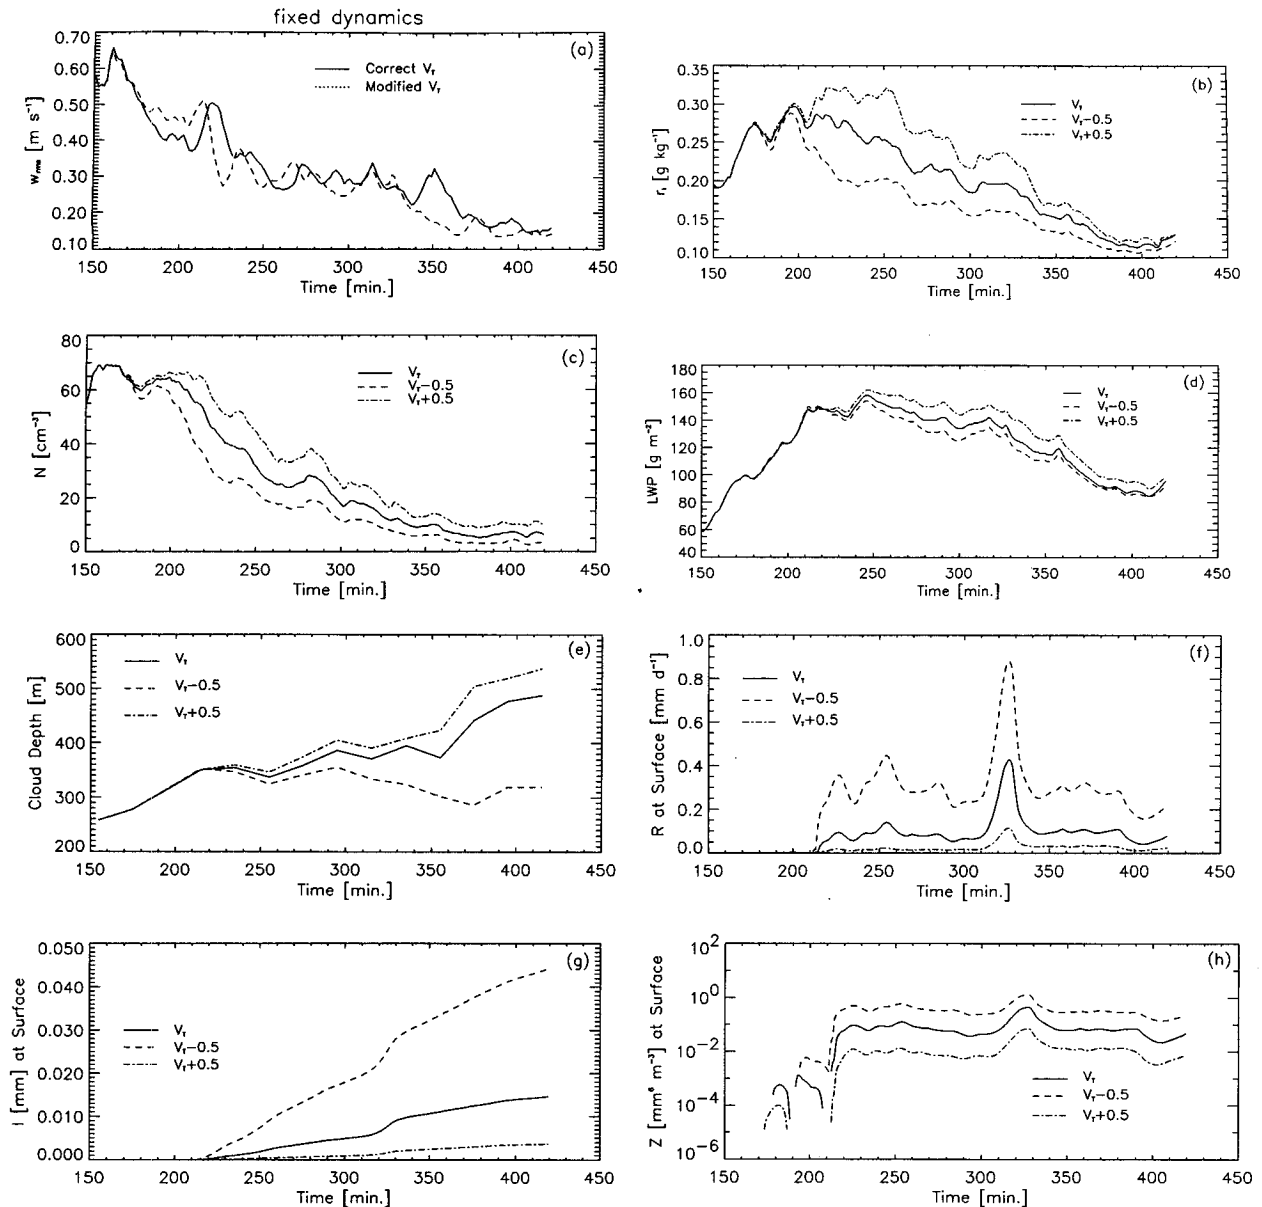 fixed dynamics
(a)
Correct V_T
Modified V_T
w_rms [m s⁻¹]
0.70
0.60
0.50
0.40
0.30
0.20
0.10
150 200 250 300 350 400 450
Time [min.]
(b)
V_T
V_T−0.5
V_T+0.5
[g kg⁻¹]
0.35
0.30
0.25
0.20
0.15
0.10
150 200 250 300 350 400 450
Time [min.]
(c)
V_T
V_T−0.5
V_T+0.5
N [cm⁻³]
80
60
40
20
0
150 200 250 300 350 400 450
Time [min.]
(d)
V_T
V_T−0.5
V_T+0.5
LWP [g m⁻²]
180
160
140
120
100
80
60
40
150 200 250 300 350 400 450
Time [min.]
(e)
V_T
V_T−0.5
V_T+0.5
Cloud Depth [m]
600
500
400
300
200
150 200 250 300 350 400 450
Time [min.]
(f)
V_T
V_T−0.5
V_T+0.5
R at Surface [mm d⁻¹]
1.0
0.8
0.6
0.4
0.2
0.0
150 200 250 300 350 400 450
Time [min.]
(g)
V_T
V_T−0.5
V_T+0.5
I [mm] at Surface
0.050
0.040
0.030
0.020
0.010
0.000
150 200 250 300 350 400 450
Time [min.]
(h)
V_T
V_T−0.5
V_T+0.5
Z [mm⁶ m⁻³] at Surface
10²
10⁰
10⁻²
10⁻⁴
10⁻⁶
150 200 250 300 350 400 450
Time [min.]